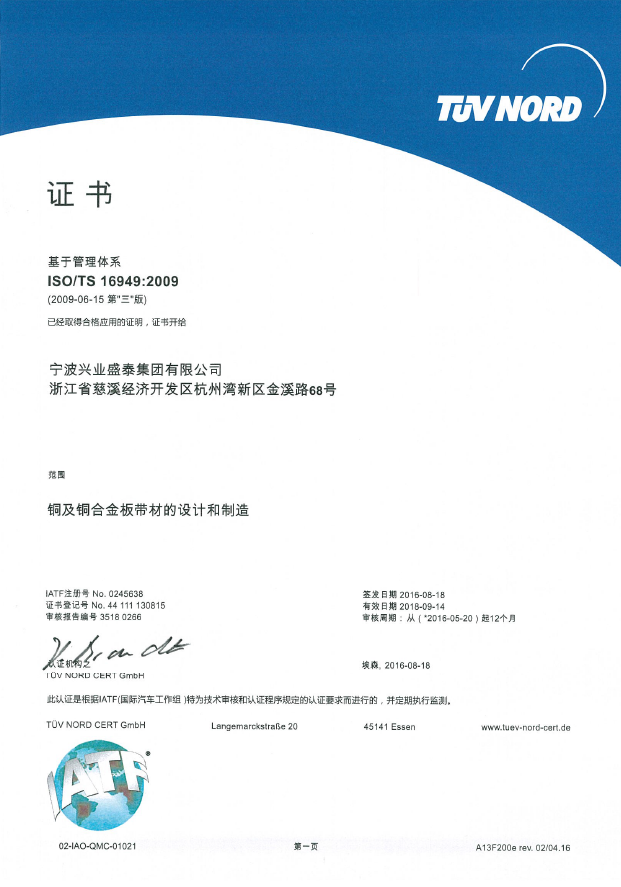 TÜV NORD
证 书
基于管理体系
ISO/TS 16949:2009
(2009-06-15 第"三"版)
已经取得合格应用的证明，证书开给
宁波兴业盛泰集团有限公司
浙江省慈溪经济开发区杭州湾新区金溪路68号
范围
铜及铜合金板带材的设计和制造
IATF注册号 No. 0245638
证书登记号 No. 44 111 130815
审核报告编号 3518 0266
签发日期 2016-08-18
有效日期 2018-09-14
审核周期：从（*2016-05-20）起12个月
认证机构之
TÜV NORD CERT GmbH
埃森, 2016-08-18
此认证是根据IATF(国际汽车工作组)特为技术审核和认证程序规定的认证要求而进行的，并定期执行监测。
TÜV NORD CERT GmbH Langemarckstraße 20 45141 Essen www.tuev-nord-cert.de
IATF®
02-IAO-QMC-01021 第一页 A13F200e rev. 02/04.16